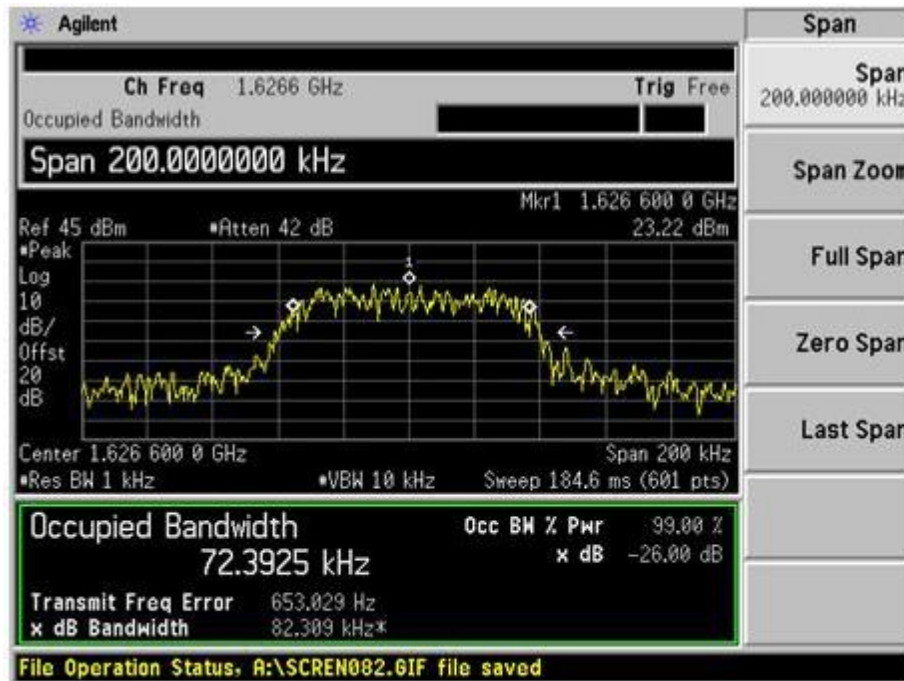 Agilent
Span
Ch Freq 1.6266 GHz Trig Free
Occupied Bandwidth
Span 200.0000000 kHz
Mkr1 1.626 600 0 GHz
Ref 45 dBm *Atten 42 dB 23.22 dBm
*Peak
Log
10
dB/
Offst
20
dB
1
Center 1.626 600 0 GHz Span 200 kHz
*Res BW 1 kHz *VBW 10 kHz Sweep 184.6 ms (601 pts)
Occupied Bandwidth
72.3925 kHz
Occ BW % Pwr 99.00 %
x dB -26.00 dB
Transmit Freq Error 653.029 Hz
x dB Bandwidth 82.309 kHz*
File Operation Status, A:\SCREN082.GIF file saved
Span
200.000000 kHz
Span Zoom
Full Span
Zero Span
Last Span